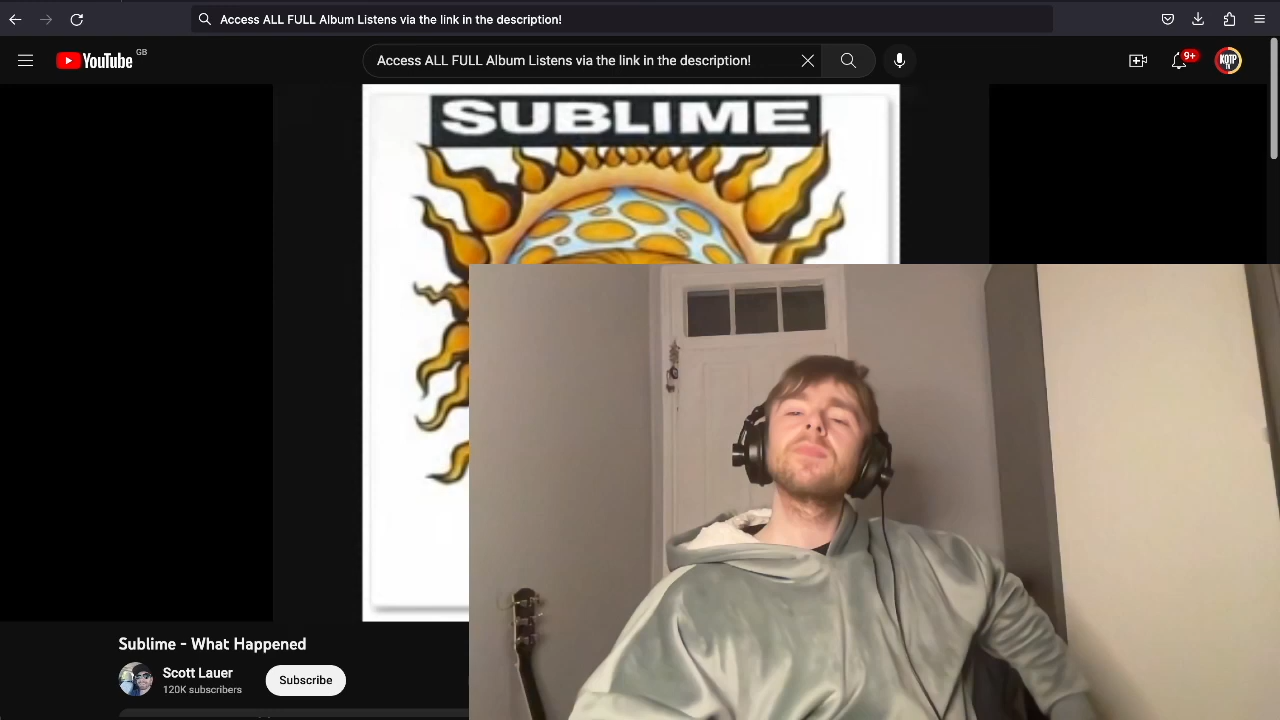 Access ALL FULL Album Listens via the link in the description!
YouTube GB
Access ALL FULL Album Listens via the link in the description!
9+
KOTP
SUBLIME
Sublime - What Happened
Scott Lauer
120K subscribers
Subscribe